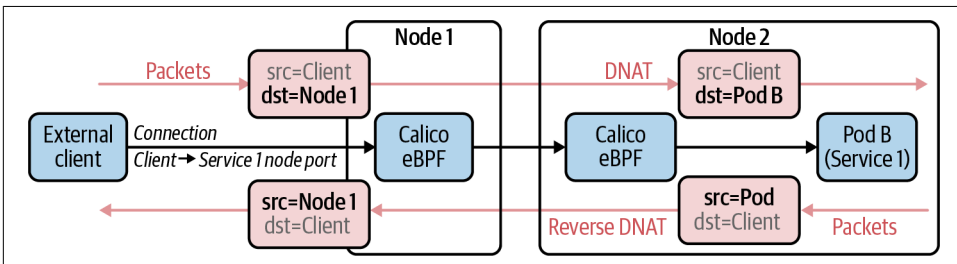 Node 1
Node 2
Packets
src=Client
dst=Node 1
DNAT
src=Client
dst=Pod B
External
client
Connection
Client → Service 1 node port
Calico
eBPF
Calico
eBPF
Pod B
(Service 1)
src=Node 1
dst=Client
Reverse DNAT
src=Pod
dst=Client
Packets